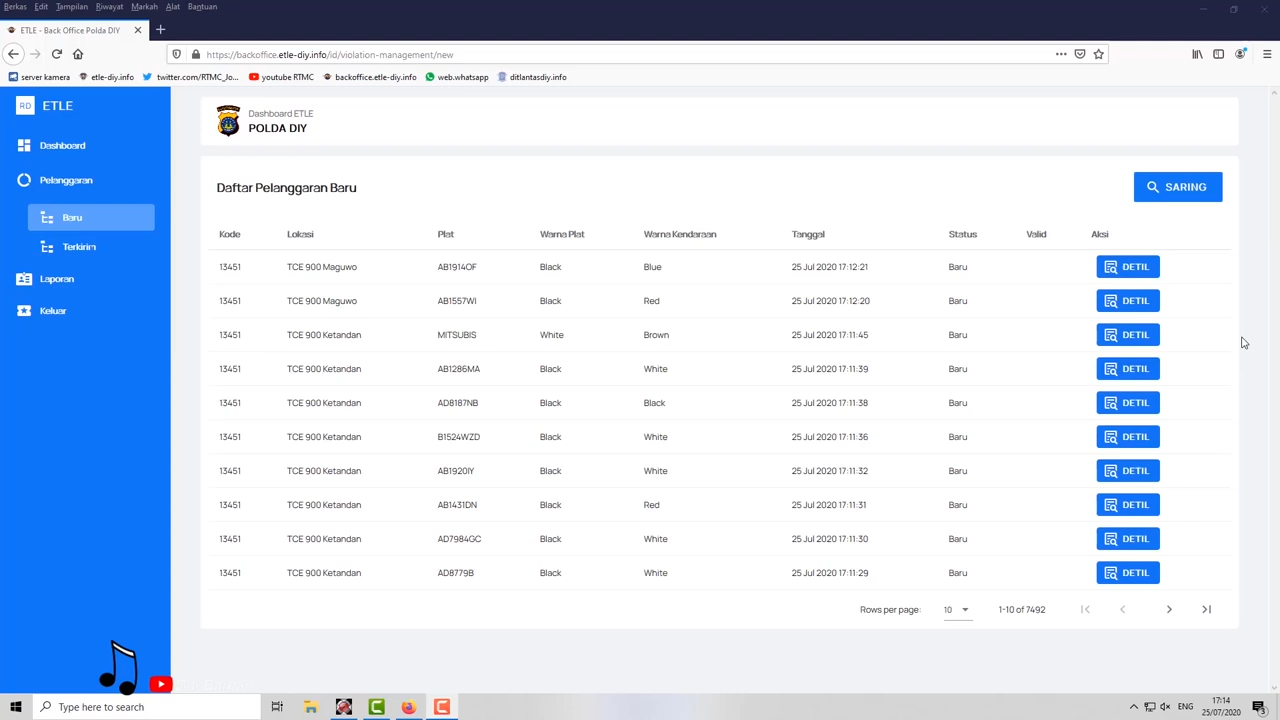 Berkas Edit Tampilan Riwayat Markah Alat Bantuan
ETLE - Back Office Polda DIY
https://backoffice.etle-diy.info/id/violation-management/new
server kamera etle-diy.info twitter.com/RTMC_Jo... youtube RTMC backoffice.etle-diy.info web.whatsapp ditlantasdiy.info
RD ETLE
Dashboard
Pelanggaran
Baru
Terkirim
Laporan
Keluar
Dashboard ETLE
POLDA DIY
Daftar Pelanggaran Baru
SARING
Kode Lokasi Plat Warna Plat Warna Kendaraan Tanggal Status Valid Aksi
13451 TCE 900 Maguwo AB1914OF Black Blue 25 Jul 2020 17:12:21 Baru DETIL
13451 TCE 900 Maguwo AB1557WI Black Red 25 Jul 2020 17:12:20 Baru DETIL
13451 TCE 900 Ketandan MITSUBIS White Brown 25 Jul 2020 17:11:45 Baru DETIL
13451 TCE 900 Ketandan AB1286MA Black White 25 Jul 2020 17:11:39 Baru DETIL
13451 TCE 900 Ketandan AD8187NB Black Black 25 Jul 2020 17:11:38 Baru DETIL
13451 TCE 900 Ketandan B1524WZD Black White 25 Jul 2020 17:11:36 Baru DETIL
13451 TCE 900 Ketandan AB1920IY Black White 25 Jul 2020 17:11:32 Baru DETIL
13451 TCE 900 Ketandan AB1431DN Black Red 25 Jul 2020 17:11:31 Baru DETIL
13451 TCE 900 Ketandan AD7984GC Black White 25 Jul 2020 17:11:30 Baru DETIL
13451 TCE 900 Ketandan AD8779B Black White 25 Jul 2020 17:11:29 Baru DETIL
Rows per page: 10 1-10 of 7492
Type here to search
ENG
17:14
25/07/2020
3